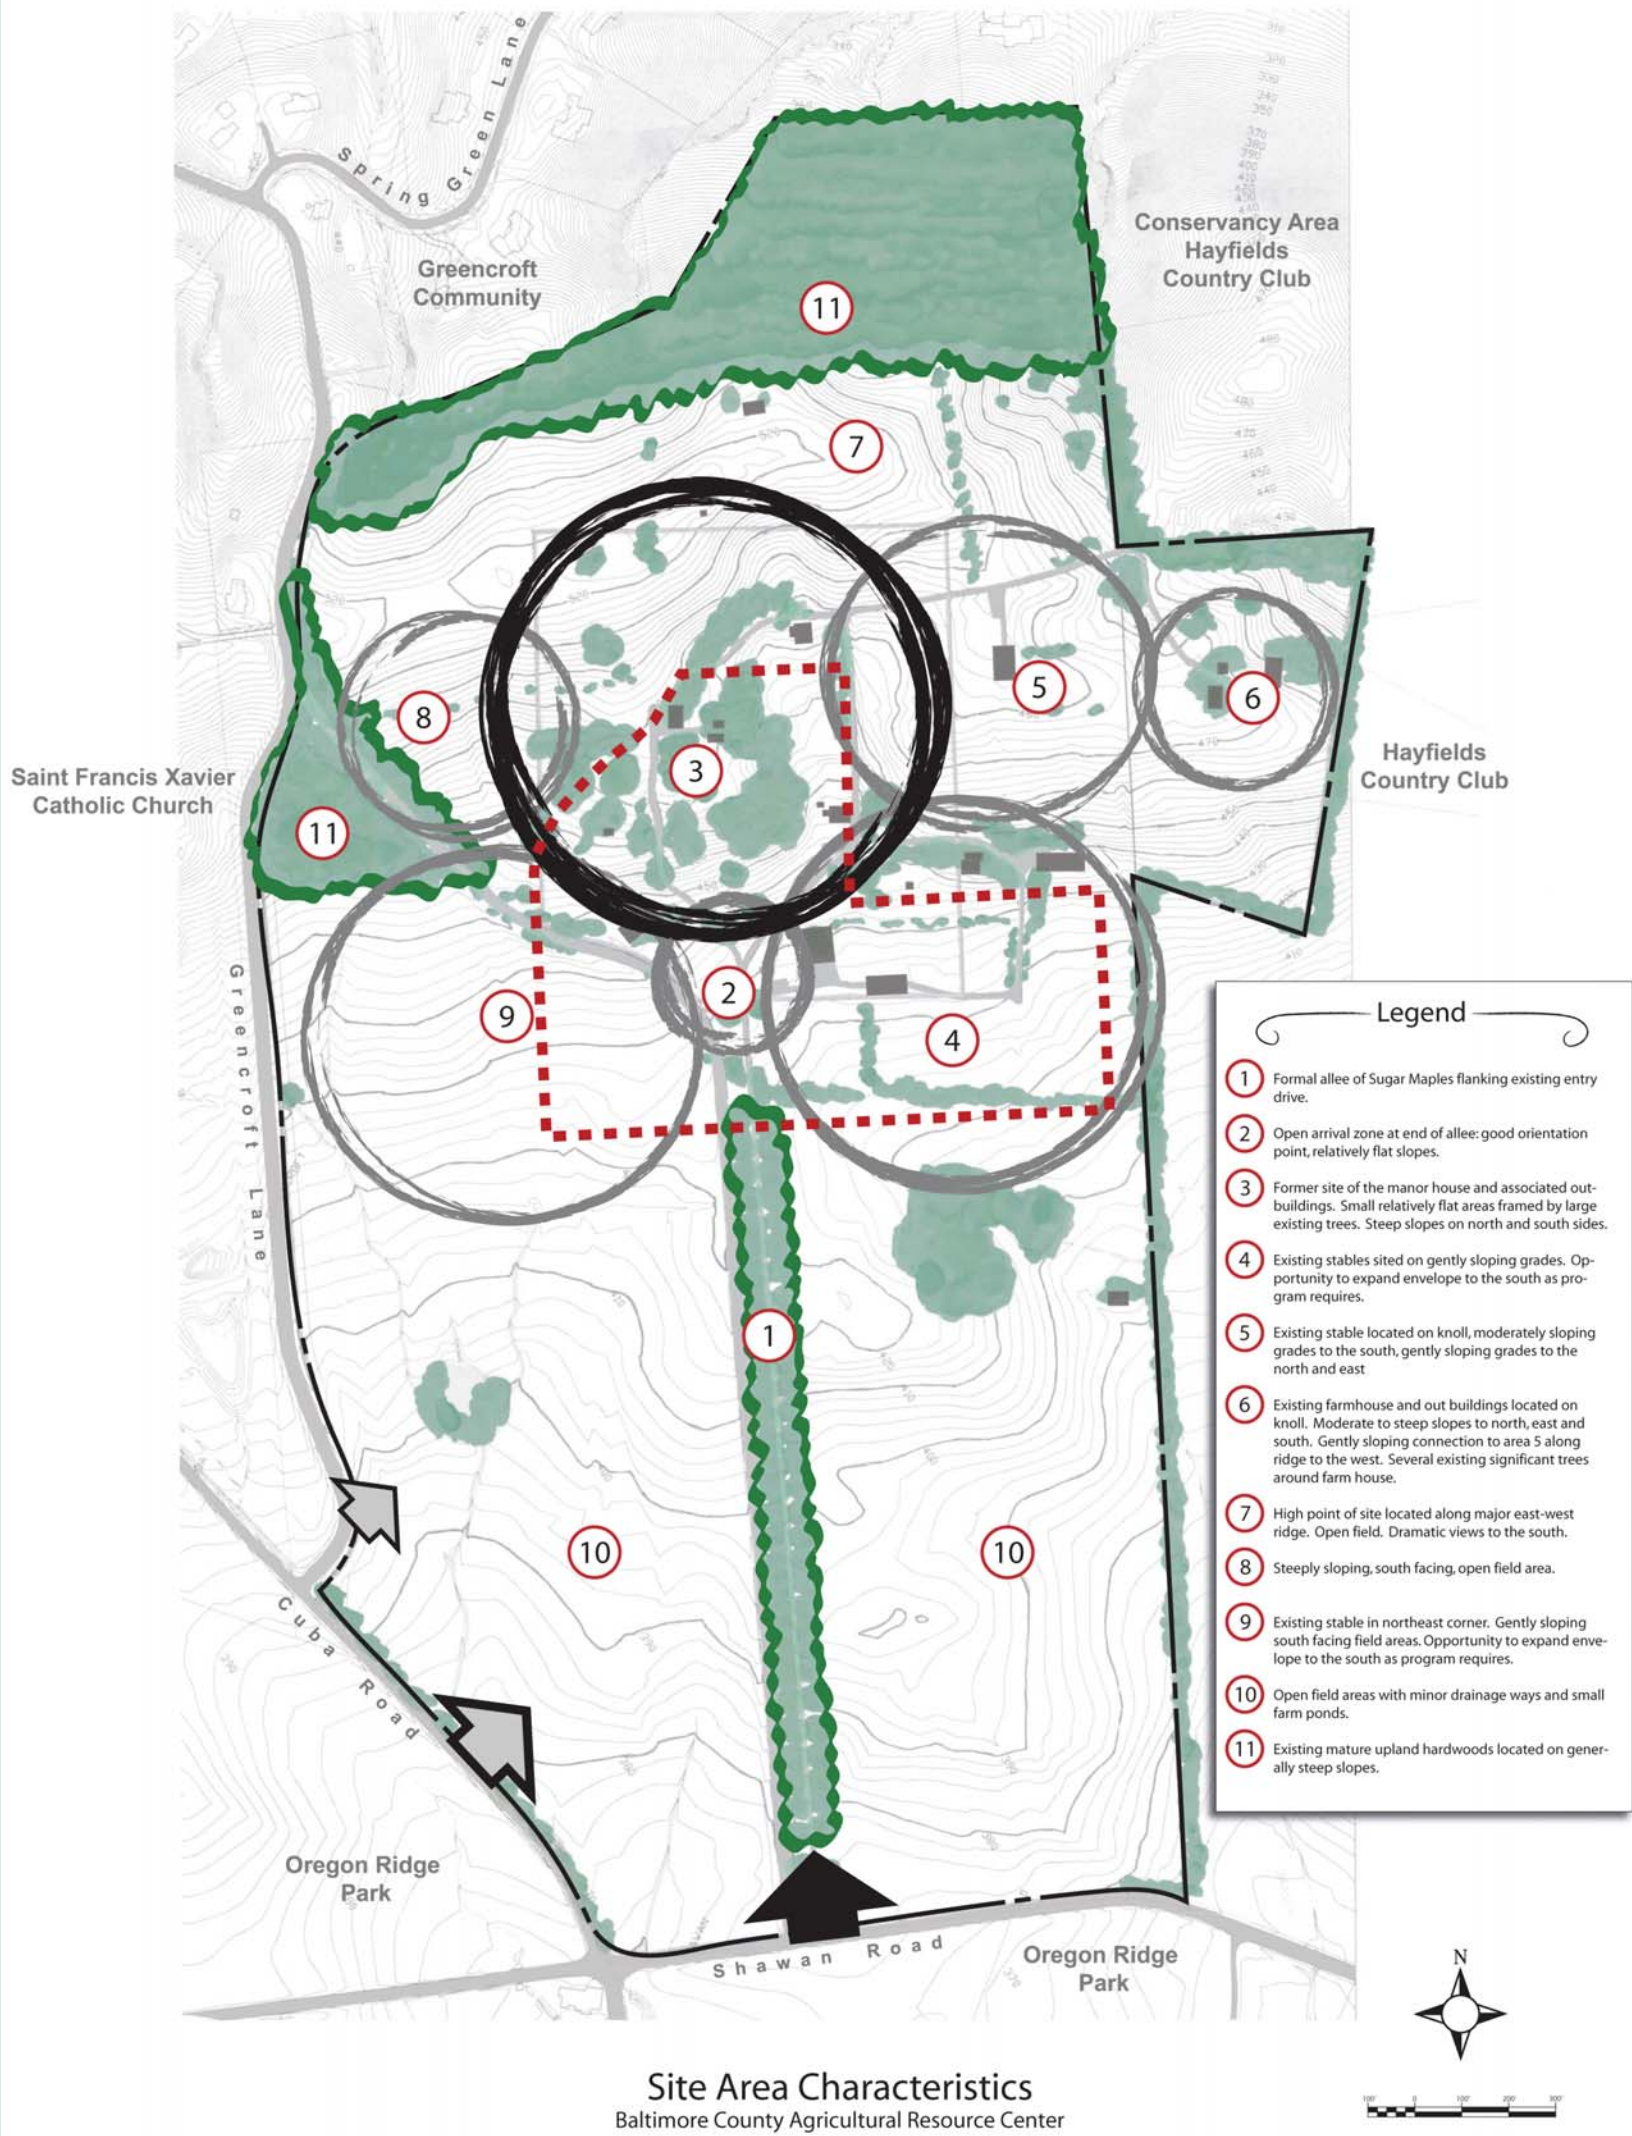 Spring Green Lane
Greencroft
Community
Conservancy Area
Hayfields
Country Club
11
7
8
5
6
3
Saint Francis Xavier
Catholic Church
Hayfields
Country Club
11
9
2
4
Greencroft Lane
1
10
10
Cuba Road
Oregon Ridge
Park
Shawan Road
Oregon Ridge
Park
Legend
1 Formal allee of Sugar Maples flanking existing entry
drive.
2 Open arrival zone at end of allee: good orientation
point, relatively flat slopes.
3 Former site of the manor house and associated out-
buildings. Small relatively flat areas framed by large
existing trees. Steep slopes on north and south sides.
4 Existing stables sited on gently sloping grades. Op-
portunity to expand envelope to the south as pro-
gram requires.
5 Existing stable located on knoll, moderately sloping
grades to the south, gently sloping grades to the
north and east
6 Existing farmhouse and out buildings located on
knoll. Moderate to steep slopes to north, east and
south. Gently sloping connection to area 5 along
ridge to the west. Several existing significant trees
around farm house.
7 High point of site located along major east-west
ridge. Open field. Dramatic views to the south.
8 Steeply sloping, south facing, open field area.
9 Existing stable in northeast corner. Gently sloping
south facing field areas. Opportunity to expand enve-
lope to the south as program requires.
10 Open field areas with minor drainage ways and small
farm ponds.
11 Existing mature upland hardwoods located on gener-
ally steep slopes.
N
100' 0 100' 200' 300'
Site Area Characteristics
Baltimore County Agricultural Resource Center